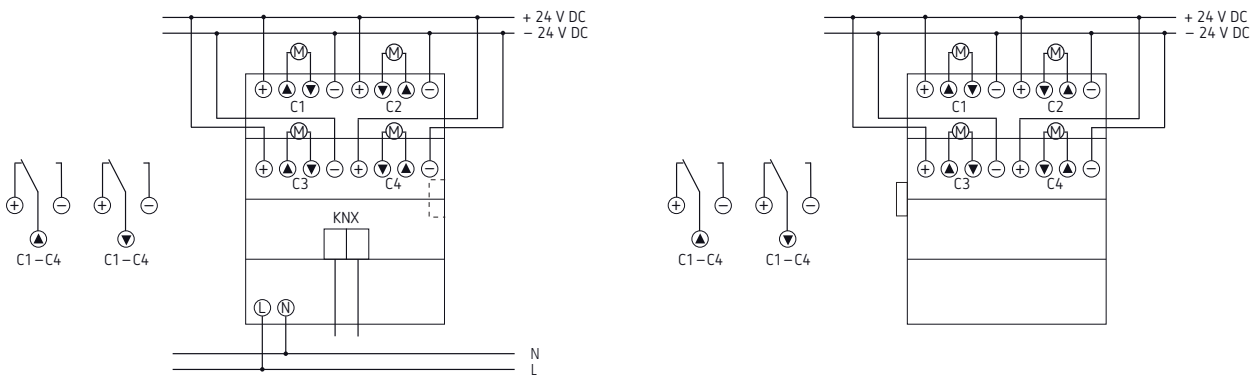 + 24 V DC
− 24 V DC
M M
+ ▲ ▼ − + ▼ ▲ −
C1 C2
M M
+ ▲ ▼ − + ▼ ▲ −
C3 C4
+ − + −
▲ ▼
C1–C4 C1–C4
KNX
L N
N
L
+ 24 V DC
− 24 V DC
M M
+ ▲ ▼ − + ▼ ▲ −
C1 C2
M M
+ ▲ ▼ − + ▼ ▲ −
C3 C4
+ − + −
▲ ▼
C1–C4 C1–C4